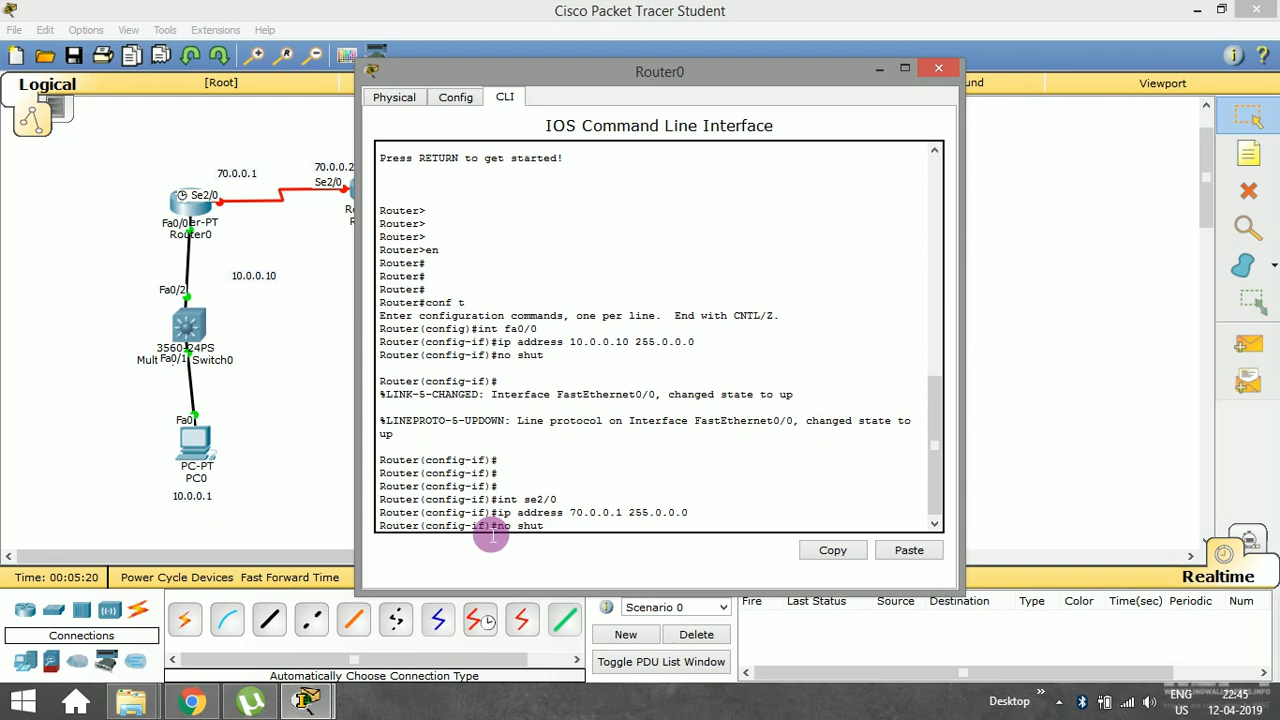 Cisco Packet Tracer Student
File Edit Options View Tools Extensions Help
Logical
[Root]
Viewport
Router0
Physical Config CLI
IOS Command Line Interface
Press RETURN to get started!
Router>
Router>
Router>
Router>en
Router#
Router#
Router#
Router#conf t
Enter configuration commands, one per line. End with CNTL/Z.
Router(config)#int fa0/0
Router(config-if)#ip address 10.0.0.10 255.0.0.0
Router(config-if)#no shut
Router(config-if)#
%LINK-5-CHANGED: Interface FastEthernet0/0, changed state to up
%LINEPROTO-5-UPDOWN: Line protocol on Interface FastEthernet0/0, changed state to
up
Router(config-if)#
Router(config-if)#
Router(config-if)#
Router(config-if)#int se2/0
Router(config-if)#ip address 70.0.0.1 255.0.0.0
Router(config-if)#no shut
Copy Paste
70.0.0.1
70.0.0.2
Se2/0
Se2/0
Fa0/0
er-PT
Router0
10.0.0.10
Fa0/2
3560-24PS
Switch0
Fa0/1
Fa0
PC-PT
PC0
10.0.0.1
Time: 00:05:20 Power Cycle Devices Fast Forward Time
Realtime
Connections
Automatically Choose Connection Type
Scenario 0
New Delete
Toggle PDU List Window
Fire Last Status Source Destination Type Color Time(sec) Periodic Num
Desktop
ENG
US
22:45
12-04-2019